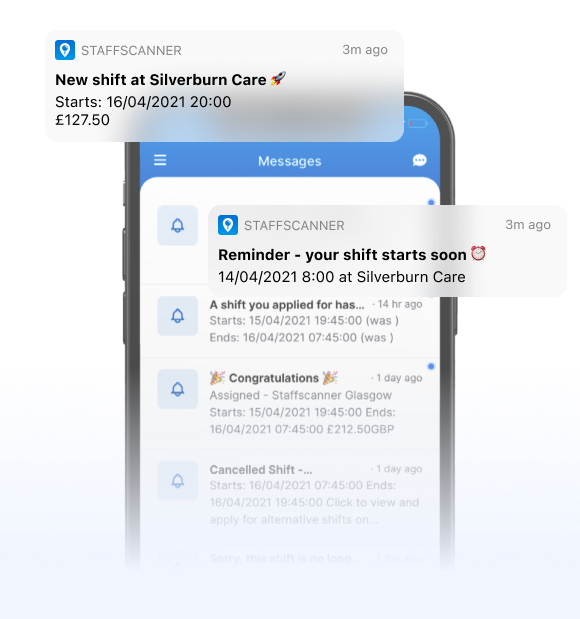 STAFFSCANNER 3m ago
New shift at Silverburn Care 🚀
Starts: 16/04/2021 20:00
£127.50
Messages
STAFFSCANNER 3m ago
Reminder - your shift starts soon ⏰
14/04/2021 8:00 at Silverburn Care
A shift you applied for has... · 14 hr ago
Starts: 15/04/2021 19:45:00 (was )
Ends: 16/04/2021 07:45:00 (was )
🎉 Congratulations 🎉 · 1 day ago
Assigned - Staffscanner Glasgow
Starts: 15/04/2021 19:45:00 Ends:
16/04/2021 07:45:00 £212.50GBP
Cancelled Shift -... · 1 day ago
Starts: 16/04/2021 07:45:00 Ends:
16/04/2021 19:45:00 Click to view and
apply for alternative shifts on...
Sorry, this shift is no long... · 1 day ago